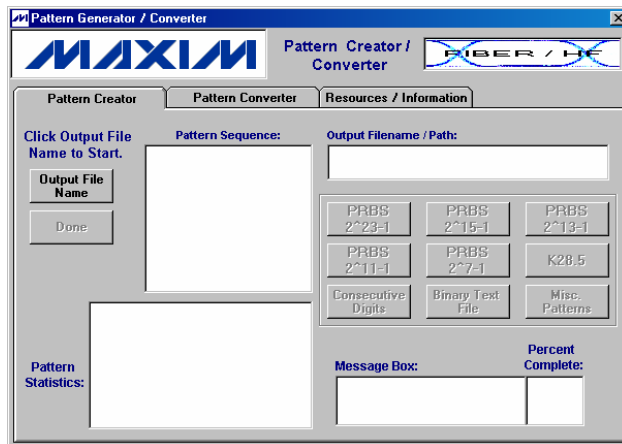 Pattern Generator / Converter
MAXIM
Pattern Creator /
Converter
FIBER / HF
Pattern Creator
Pattern Converter
Resources / Information
Click Output File
Name to Start.
Output File
Name
Done
Pattern Sequence:
Output Filename / Path:
PRBS
2^23-1
PRBS
2^15-1
PRBS
2^13-1
PRBS
2^11-1
PRBS
2^7-1
K28.5
Consecutive
Digits
Binary Text
File
Misc.
Patterns
Pattern
Statistics:
Message Box:
Percent
Complete: